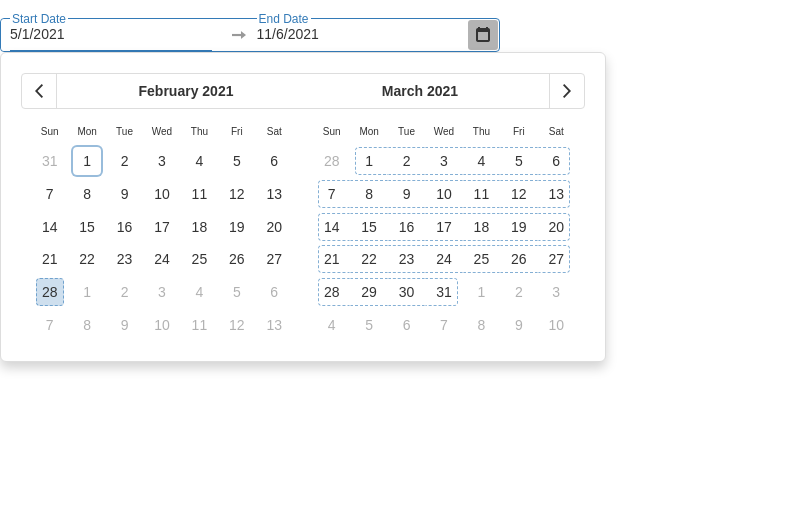 Start Date End Date
5/1/2021 11/6/2021
February 2021 March 2021
Sun Mon Tue Wed Thu Fri Sat Sun Mon Tue Wed Thu Fri Sat
31 1 2 3 4 5 6 28 1 2 3 4 5 6
7 8 9 10 11 12 13 7 8 9 10 11 12 13
14 15 16 17 18 19 20 14 15 16 17 18 19 20
21 22 23 24 25 26 27 21 22 23 24 25 26 27
28 1 2 3 4 5 6 28 29 30 31 1 2 3
7 8 9 10 11 12 13 4 5 6 7 8 9 10